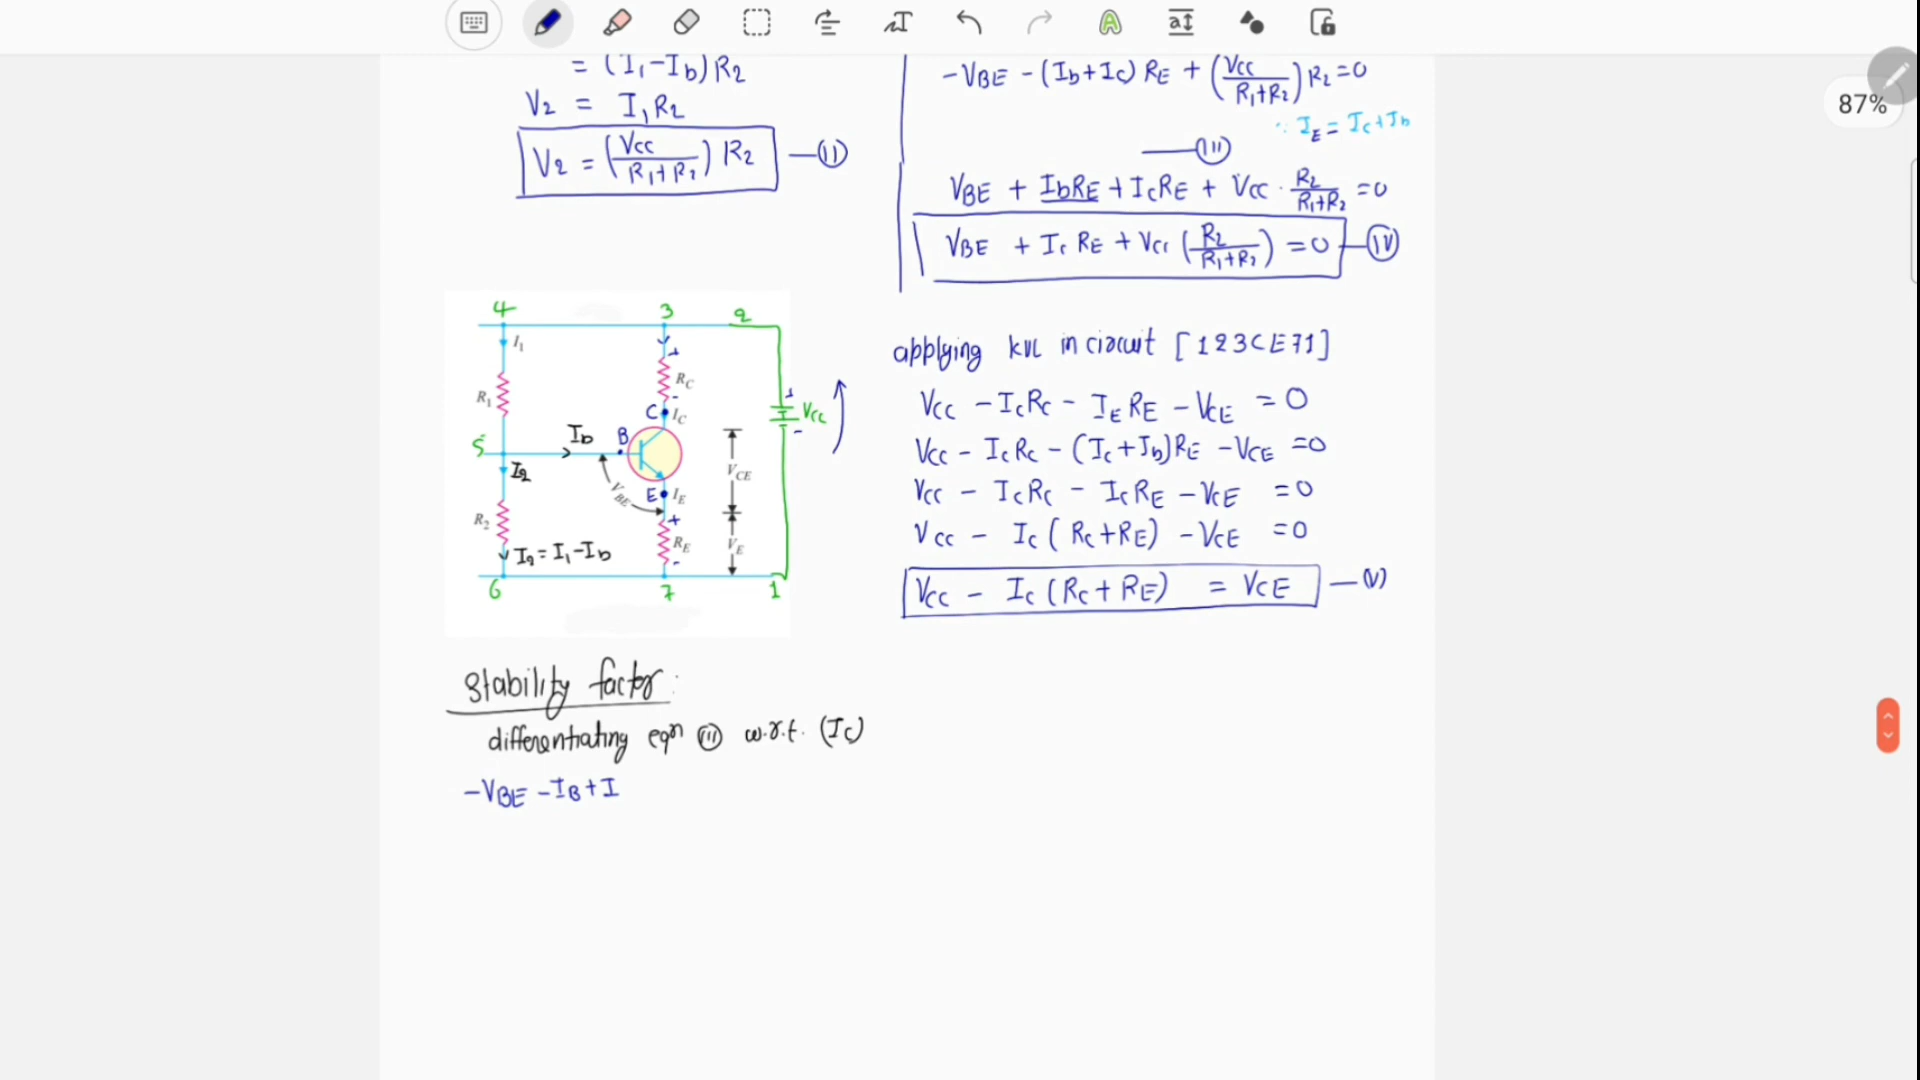 87%
= (I₁-Ib) R2
V2 = I₁R2
V2 = (Vcc / R1+R2) R2 —(II)
-VBE - (Ib+Ic) RE + (Vcc / R1+R2) R2 = 0
∵ IE = Ic+Ib
—(III)
VBE + IbRE + IcRE + Vcc · R2 / R1+R2 = 0
VBE + Ic RE + Vcc (R2 / R1+R2) = 0 —(IV)
4 3 2
I1
R1 RC
C IC
+ VCC -
5 Ib B
I2
VCE
VBE
E IE
R2 + RE - VE
I2 = I1-Ib
6 7 1
applying KVL in circuit [123CE71]
Vcc - IcRc - IERE - VCE = 0
Vcc - IcRc - (Ic+Ib)RE - VCE = 0
Vcc - IcRc - IcRE - VCE = 0
Vcc - Ic (Rc+RE) - VCE = 0
Vcc - Ic (Rc+RE) = VCE —(V)
Stability factor:
differentiating eqn (III) w.r.t. (Ic)
-VBE - IB + I